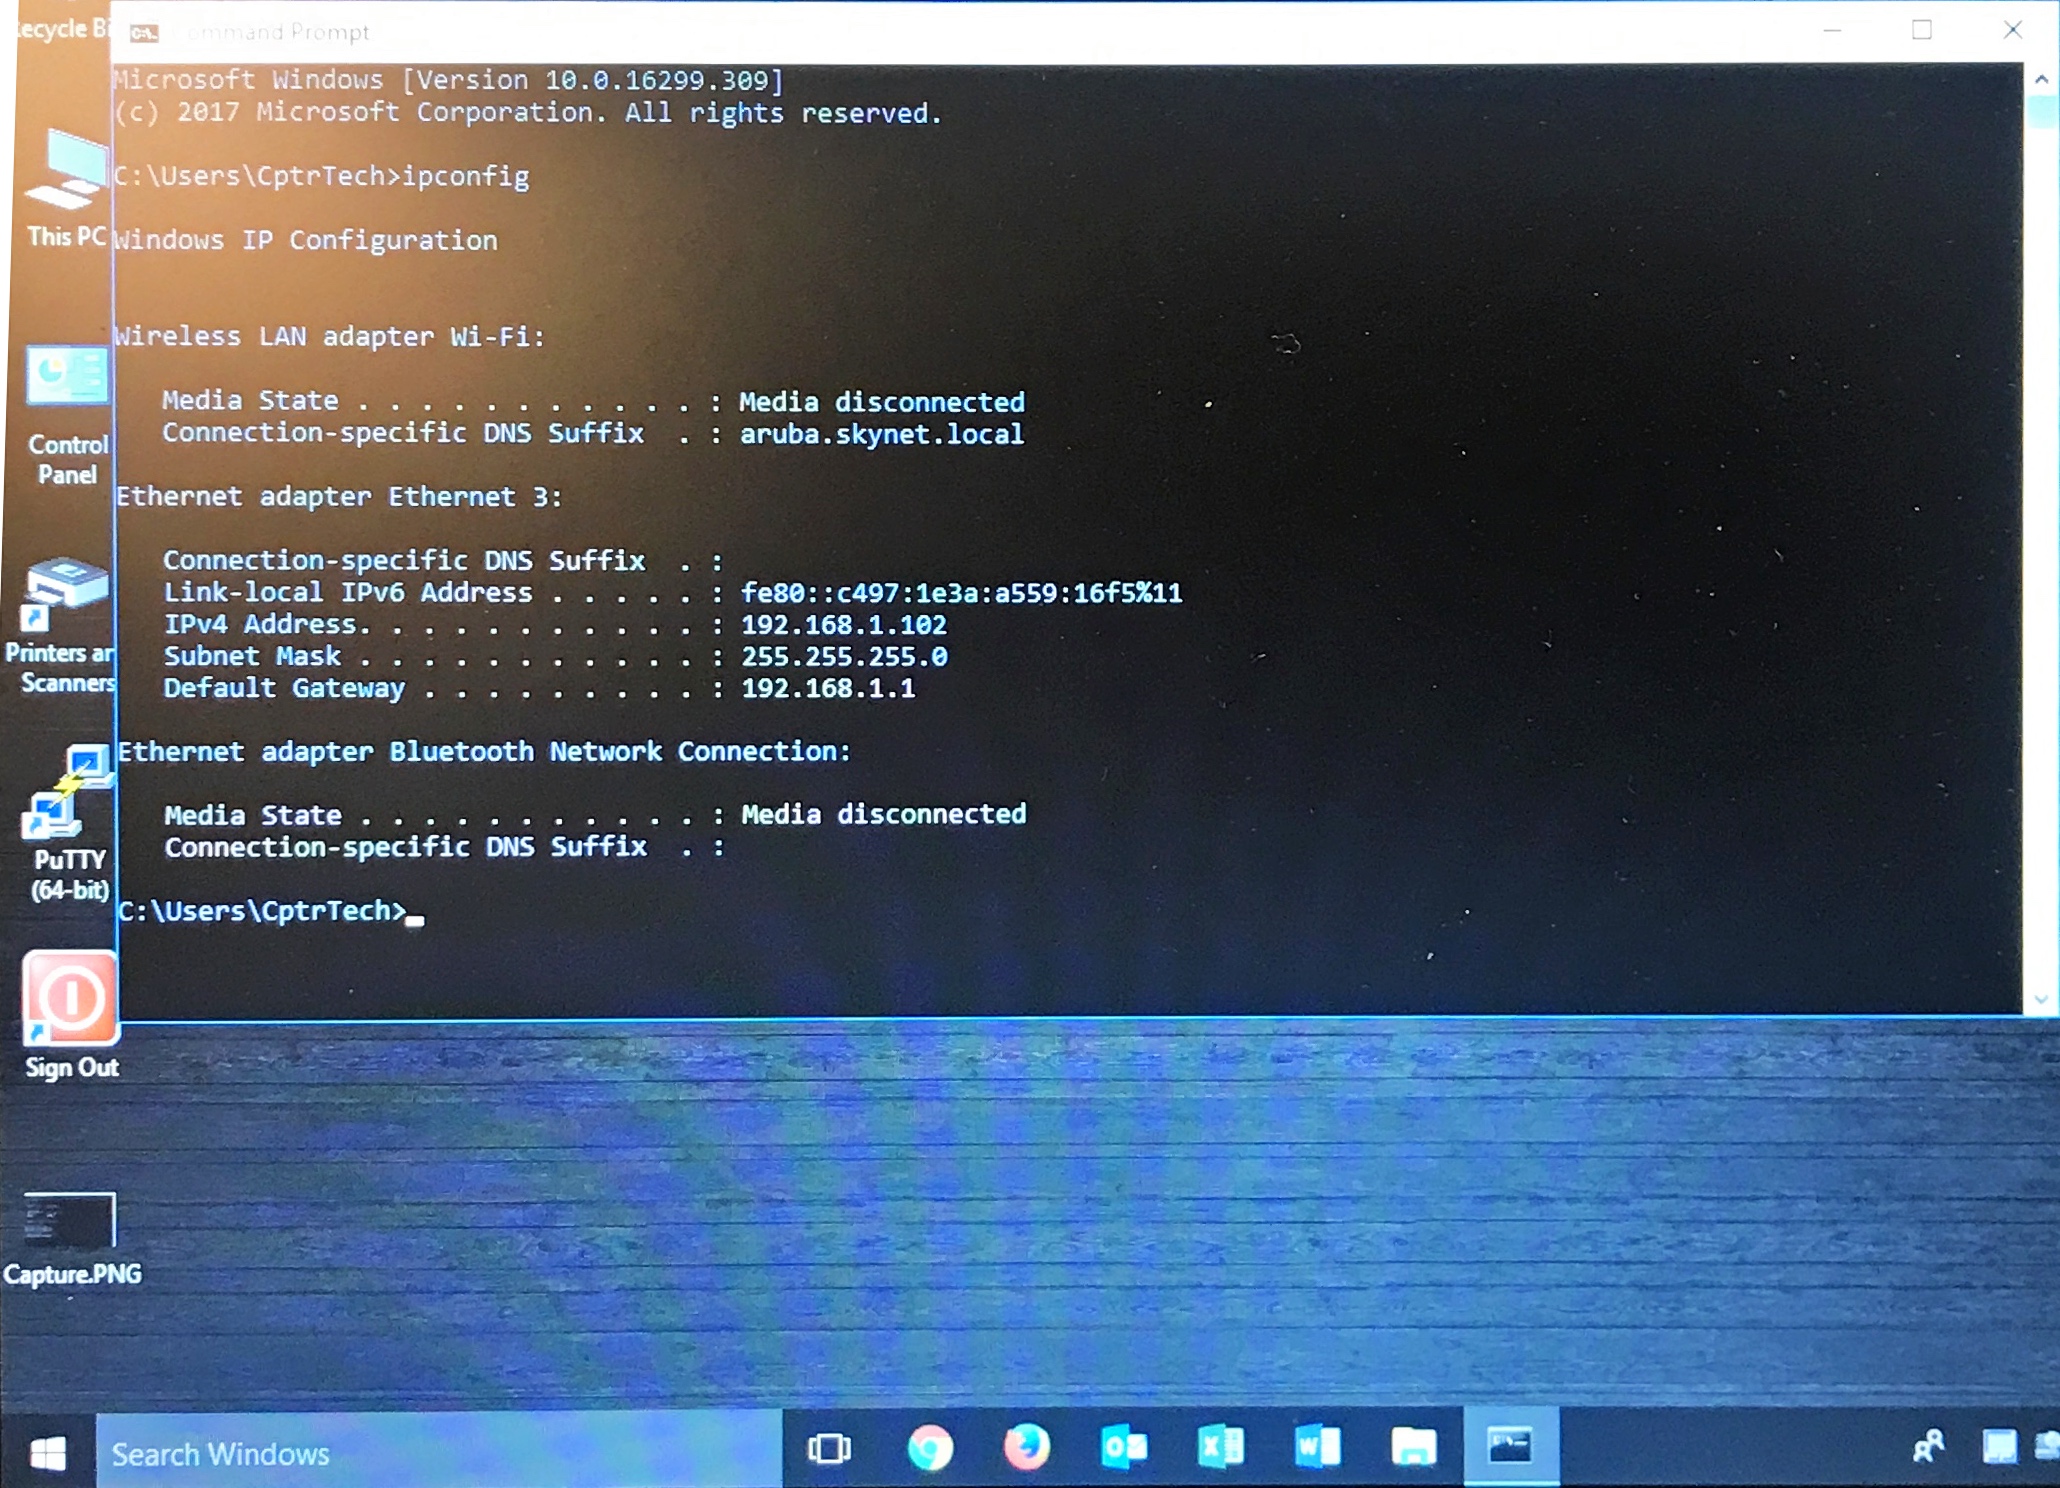 Recycle Bi
Command Prompt
Microsoft Windows [Version 10.0.16299.309]
(c) 2017 Microsoft Corporation. All rights reserved.
C:\Users\CptrTech>ipconfig
Windows IP Configuration
Wireless LAN adapter Wi-Fi:
Media State . . . . . . . . . . . : Media disconnected
Connection-specific DNS Suffix  . : aruba.skynet.local
Ethernet adapter Ethernet 3:
Connection-specific DNS Suffix  . :
Link-local IPv6 Address . . . . . : fe80::c497:1e3a:a559:16f5%11
IPv4 Address. . . . . . . . . . . : 192.168.1.102
Subnet Mask . . . . . . . . . . . : 255.255.255.0
Default Gateway . . . . . . . . . : 192.168.1.1
Ethernet adapter Bluetooth Network Connection:
Media State . . . . . . . . . . . : Media disconnected
Connection-specific DNS Suffix  . :
C:\Users\CptrTech>
This PC
Control
Panel
Printers an
Scanners
PuTTY
(64-bit)
Sign Out
Capture.PNG
Search Windows